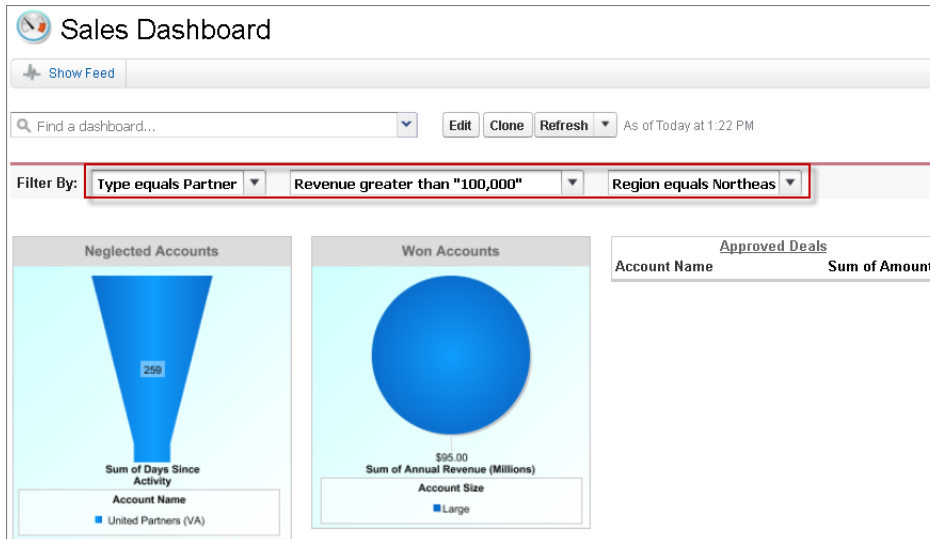 Sales Dashboard
Show Feed
Find a dashboard... Edit Clone Refresh As of Today at 1:22 PM
Filter By: Type equals Partner Revenue greater than "100,000" Region equals Northeas
Neglected Accounts
259
Sum of Days Since
Activity
Account Name
United Partners (VA)
Won Accounts
$95.00
Sum of Annual Revenue (Millions)
Account Size
Large
Approved Deals
Account Name Sum of Amount